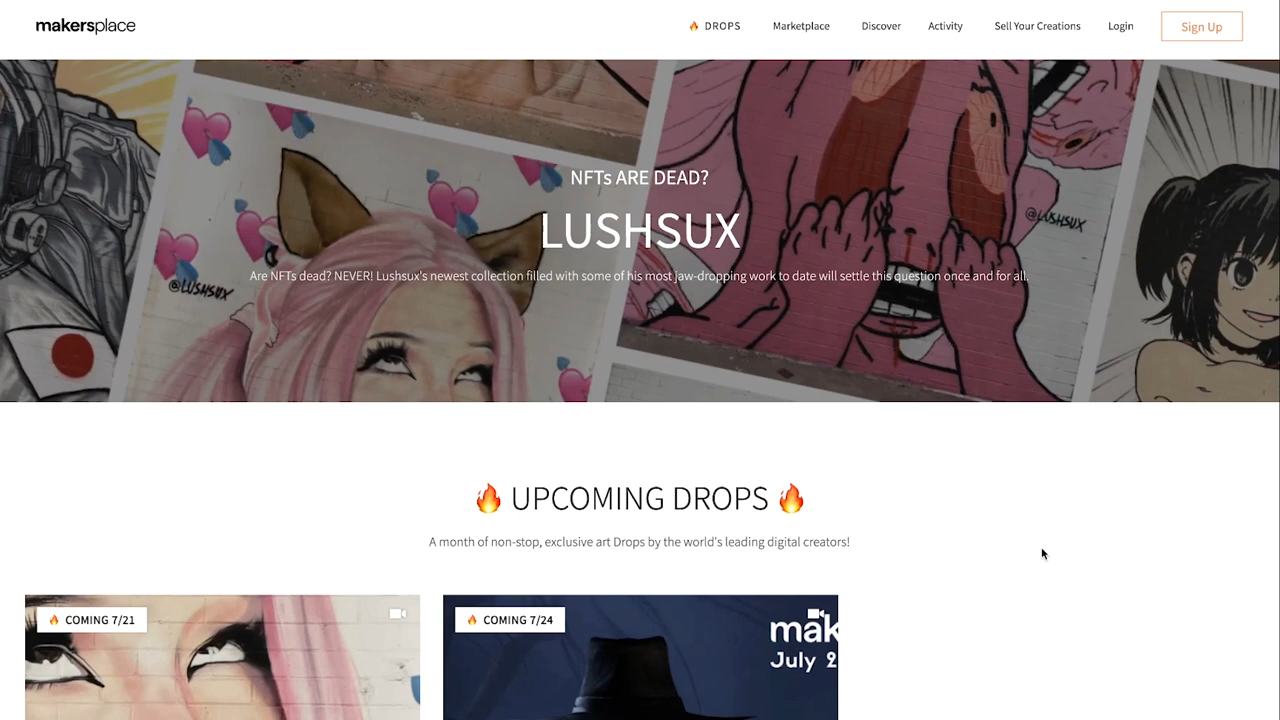 makersplace
🔥 DROPS
Marketplace
Discover
Activity
Sell Your Creations
Login
Sign Up
NFTs ARE DEAD?
LUSHSUX
Are NFTs dead? NEVER! Lushsux's newest collection filled with some of his most jaw-dropping work to date will settle this question once and for all.
@LUSHSUX
@LUSHSUX
🔥 UPCOMING DROPS 🔥
A month of non-stop, exclusive art Drops by the world's leading digital creators!
🔥 COMING 7/21
🔥 COMING 7/24
mak
July 2